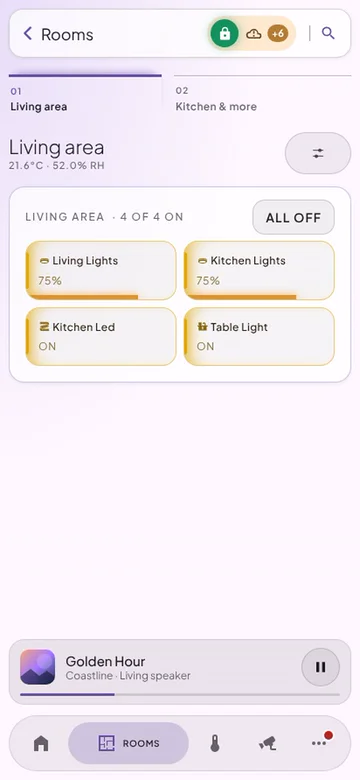 Rooms
+6
01
Living area
02
Kitchen & more
Living area
21.6°C · 52.0% RH
LIVING AREA · 4 OF 4 ON
ALL OFF
Living Lights
75%
Kitchen Lights
75%
Kitchen Led
ON
Table Light
ON
Golden Hour
Coastline · Living speaker
ROOMS